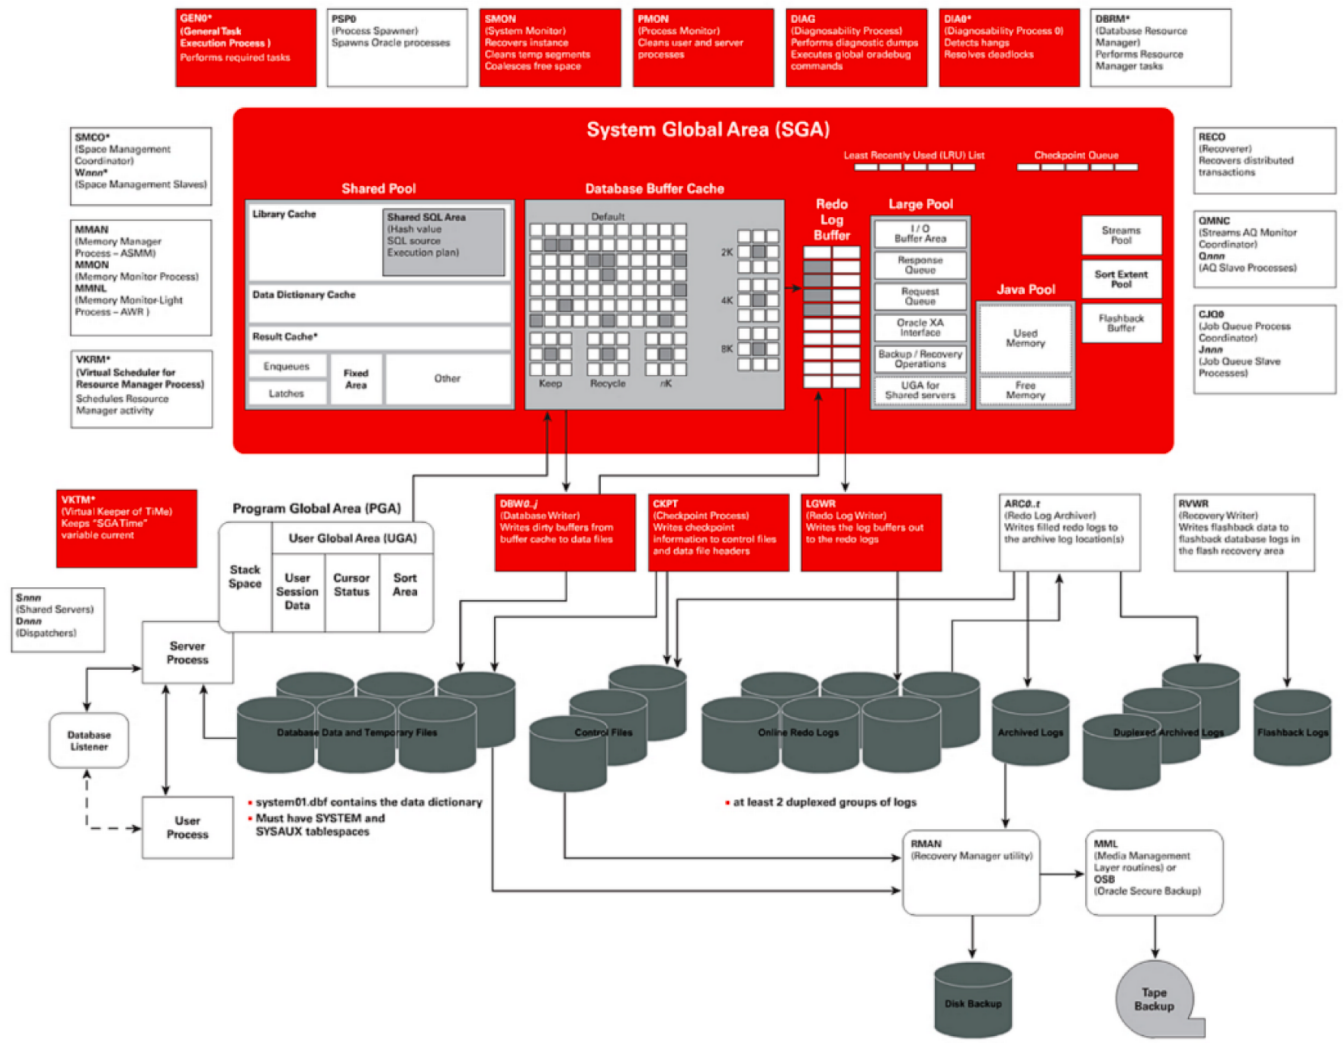 GEN0*
(General Task
Execution Process )
Performs required tasks
PSP0
(Process Spawner)
Spawns Oracle processes
SMON
(System Monitor)
Recovers instance
Cleans temp segments
Coalesces free space
PMON
(Process Monitor)
Cleans user and server
processes
DIAG
(Diagnosability Process)
Performs diagnostic dumps
Executes global oradebug
commands
DIA0*
(Diagnosability Process 0)
Detects hangs
Resolves deadlocks
DBRM*
(Database Resource
Manager)
Performs Resource
Manager tasks
SMCO*
(Space Management
Coordinator)
Wnnn*
(Space Management Slaves)
MMAN
(Memory Manager
Process – ASMM)
MMON
(Memory Monitor Process)
MMNL
(Memory Monitor-Light
Process – AWR )
VKRM*
(Virtual Scheduler for
Resource Manager Process)
Schedules Resource
Manager activity
System Global Area (SGA)
Least Recently Used (LRU) List
Checkpoint Queue
Shared Pool
Library Cache
Shared SQL Area
(Hash value
SQL source
Execution plan)
Data Dictionary Cache
Result Cache*
Enqueues
Latches
Fixed
Area
Other
Database Buffer Cache
Default
2K
4K
8K
Keep
Recycle
nK
Redo
Log
Buffer
Large Pool
I / O
Buffer Area
Response
Queue
Request
Queue
Oracle XA
Interface
Backup / Recovery
Operations
UGA for
Shared servers
Java Pool
Used
Memory
Free
Memory
Streams
Pool
Sort Extent
Pool
Flashback
Buffer
RECO
(Recoverer)
Recovers distributed
transactions
QMNC
(Streams AQ Monitor
Coordinator)
Qnnn
(AQ Slave Processes)
CJQ0
(Job Queue Process
Coordinator)
Jnnn
(Job Queue Slave
Processes)
VKTM*
(Virtual Keeper of TiMe)
Keeps "SGA Time"
variable current
Program Global Area (PGA)
User Global Area (UGA)
Stack
Space
User
Session
Data
Cursor
Status
Sort
Area
DBW0..j
(Database Writer)
Writes dirty buffers from
buffer cache to data files
CKPT
(Checkpoint Process)
Writes checkpoint
information to control files
and data file headers
LGWR
(Redo Log Writer)
Writes the log buffers out
to the redo logs
ARC0..t
(Redo Log Archiver)
Writes filled redo logs to
the archive log location(s)
RVWR
(Recovery Writer)
Writes flashback data to
flashback database logs in
the flash recovery area
Snnn
(Shared Servers)
Dnnn
(Dispatchers)
Server
Process
Database
Listener
User
Process
Database Data and Temporary Files
Control Files
Online Redo Logs
Archived Logs
Duplexed Archived Logs
Flashback Logs
▪ system01.dbf contains the data dictionary
▪ Must have SYSTEM and
SYSAUX tablespaces
▪ at least 2 duplexed groups of logs
RMAN
(Recovery Manager utility)
MML
(Media Management
Layer routines) or
OSB
(Oracle Secure Backup)
Disk Backup
Tape
Backup